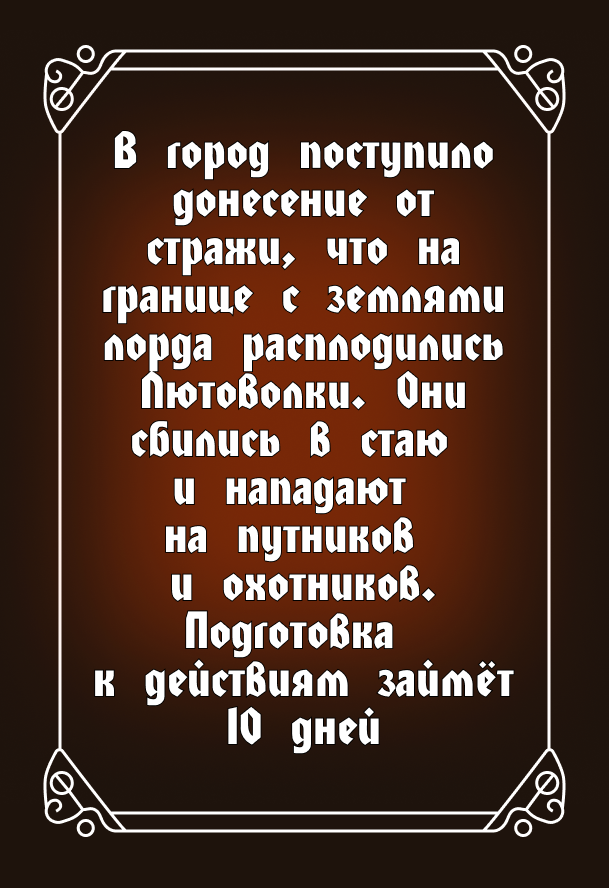 В город поступило
донесение от
стражи, что на
границе с землями
лорда расплодились
Лютоволки. Они
сбились в стаю
и нападают
на путников
и охотников.
Подготовка
к действиям займёт
10 дней